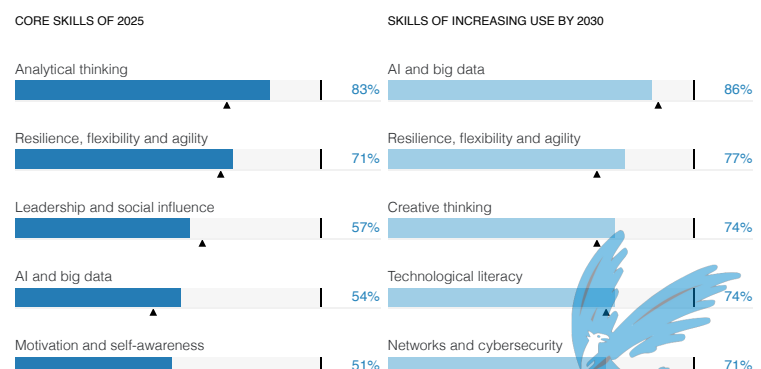 CORE SKILLS OF 2025
Analytical thinking
83%
Resilience, flexibility and agility
71%
Leadership and social influence
57%
AI and big data
54%
Motivation and self-awareness
51%
SKILLS OF INCREASING USE BY 2030
AI and big data
86%
Resilience, flexibility and agility
77%
Creative thinking
74%
Technological literacy
74%
Networks and cybersecurity
71%